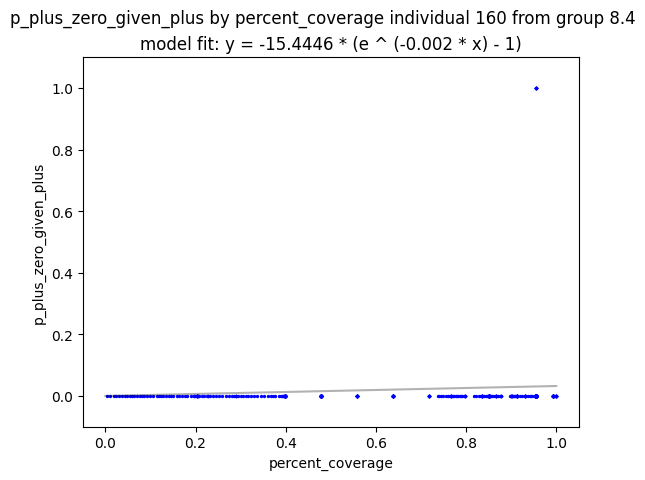 p_plus_zero_given_plus by percent_coverage individual 160 from group 8.4
model fit: y = -15.4446 * (e ^ (-0.002 * x) - 1)
1.0
0.8
0.6
0.4
0.2
0.0
p_plus_zero_given_plus
0.0 0.2 0.4 0.6 0.8 1.0
percent_coverage